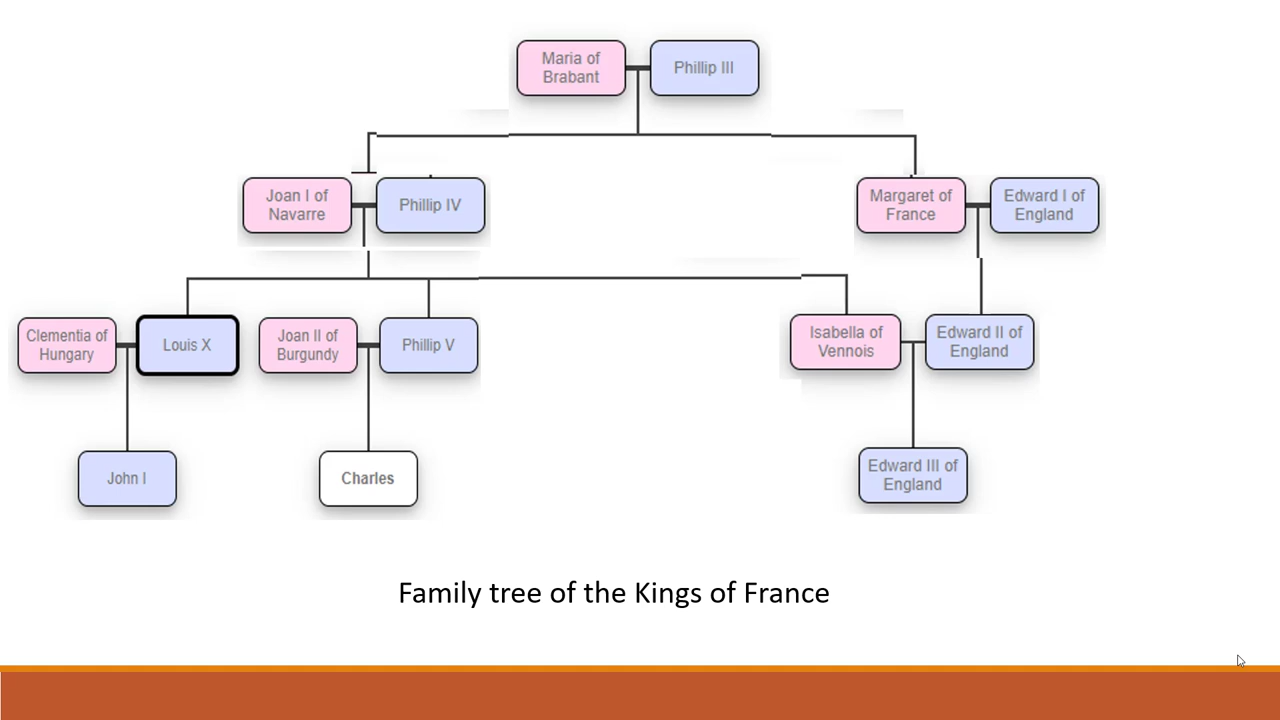 Maria of
Brabant
Phillip III
Joan I of
Navarre
Phillip IV
Margaret of
France
Edward I of
England
Clementia of
Hungary
Louis X
Joan II of
Burgundy
Phillip V
Isabella of
Vennois
Edward II of
England
John I
Charles
Edward III of
England
Family tree of the Kings of France